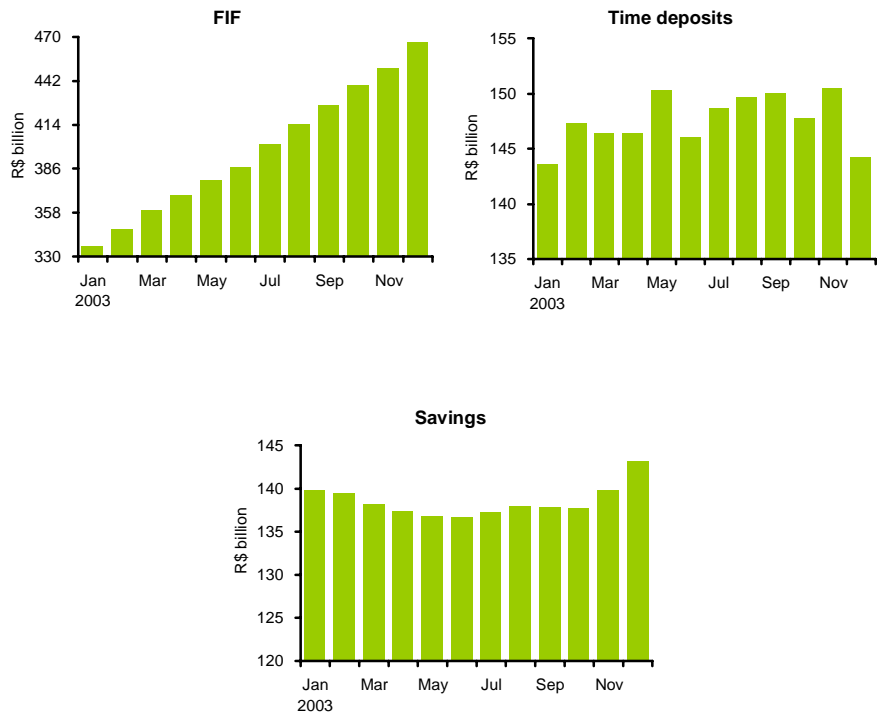 FIF
470
442
414
386
358
330
R$ billion
Jan Mar May Jul Sep Nov
2003
Time deposits
155
150
145
140
135
R$ billion
Jan Mar May Jul Sep Nov
2003
Savings
145
140
135
130
125
120
R$ billion
Jan Mar May Jul Sep Nov
2003